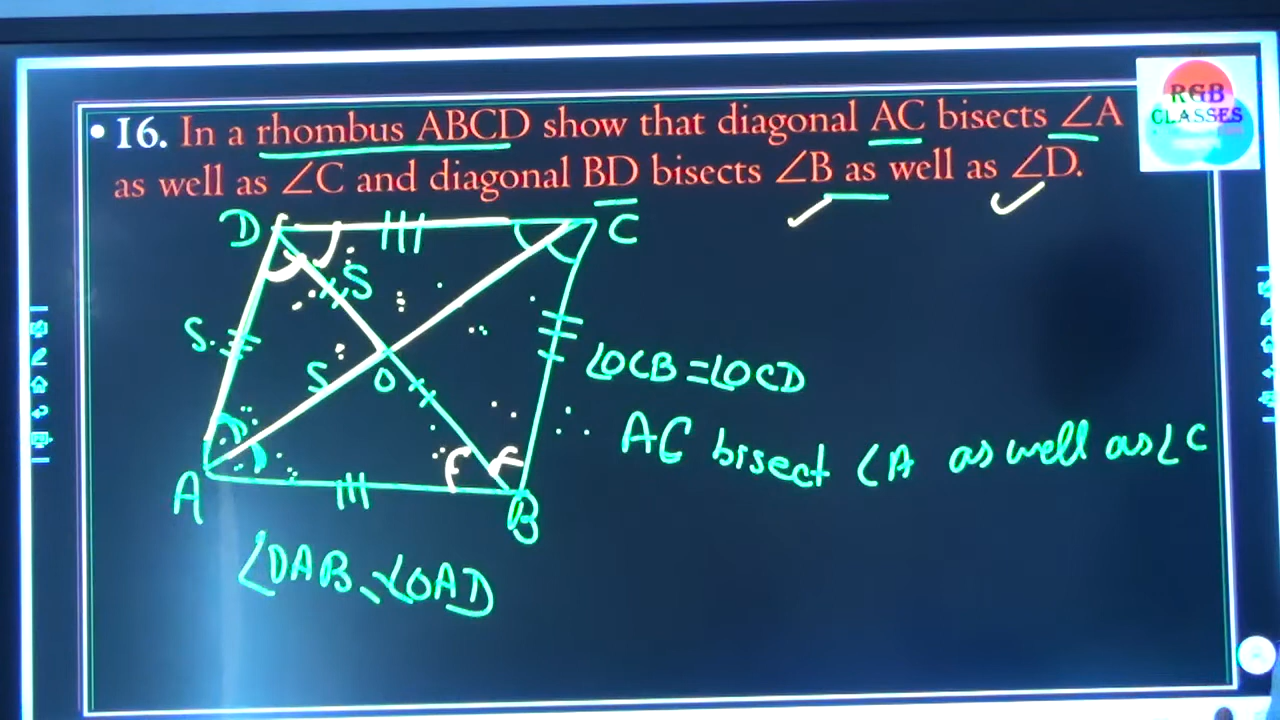 • 16. In a rhombus ABCD show that diagonal AC bisects ∠A
as well as ∠C and diagonal BD bisects ∠B as well as ∠D.
RGB
CLASSES
D
C
S
S.
S
O
A
B
∠OCB=∠OCD
∴ AC bisect ∠A as well as ∠C
∠OAB=∠OAD